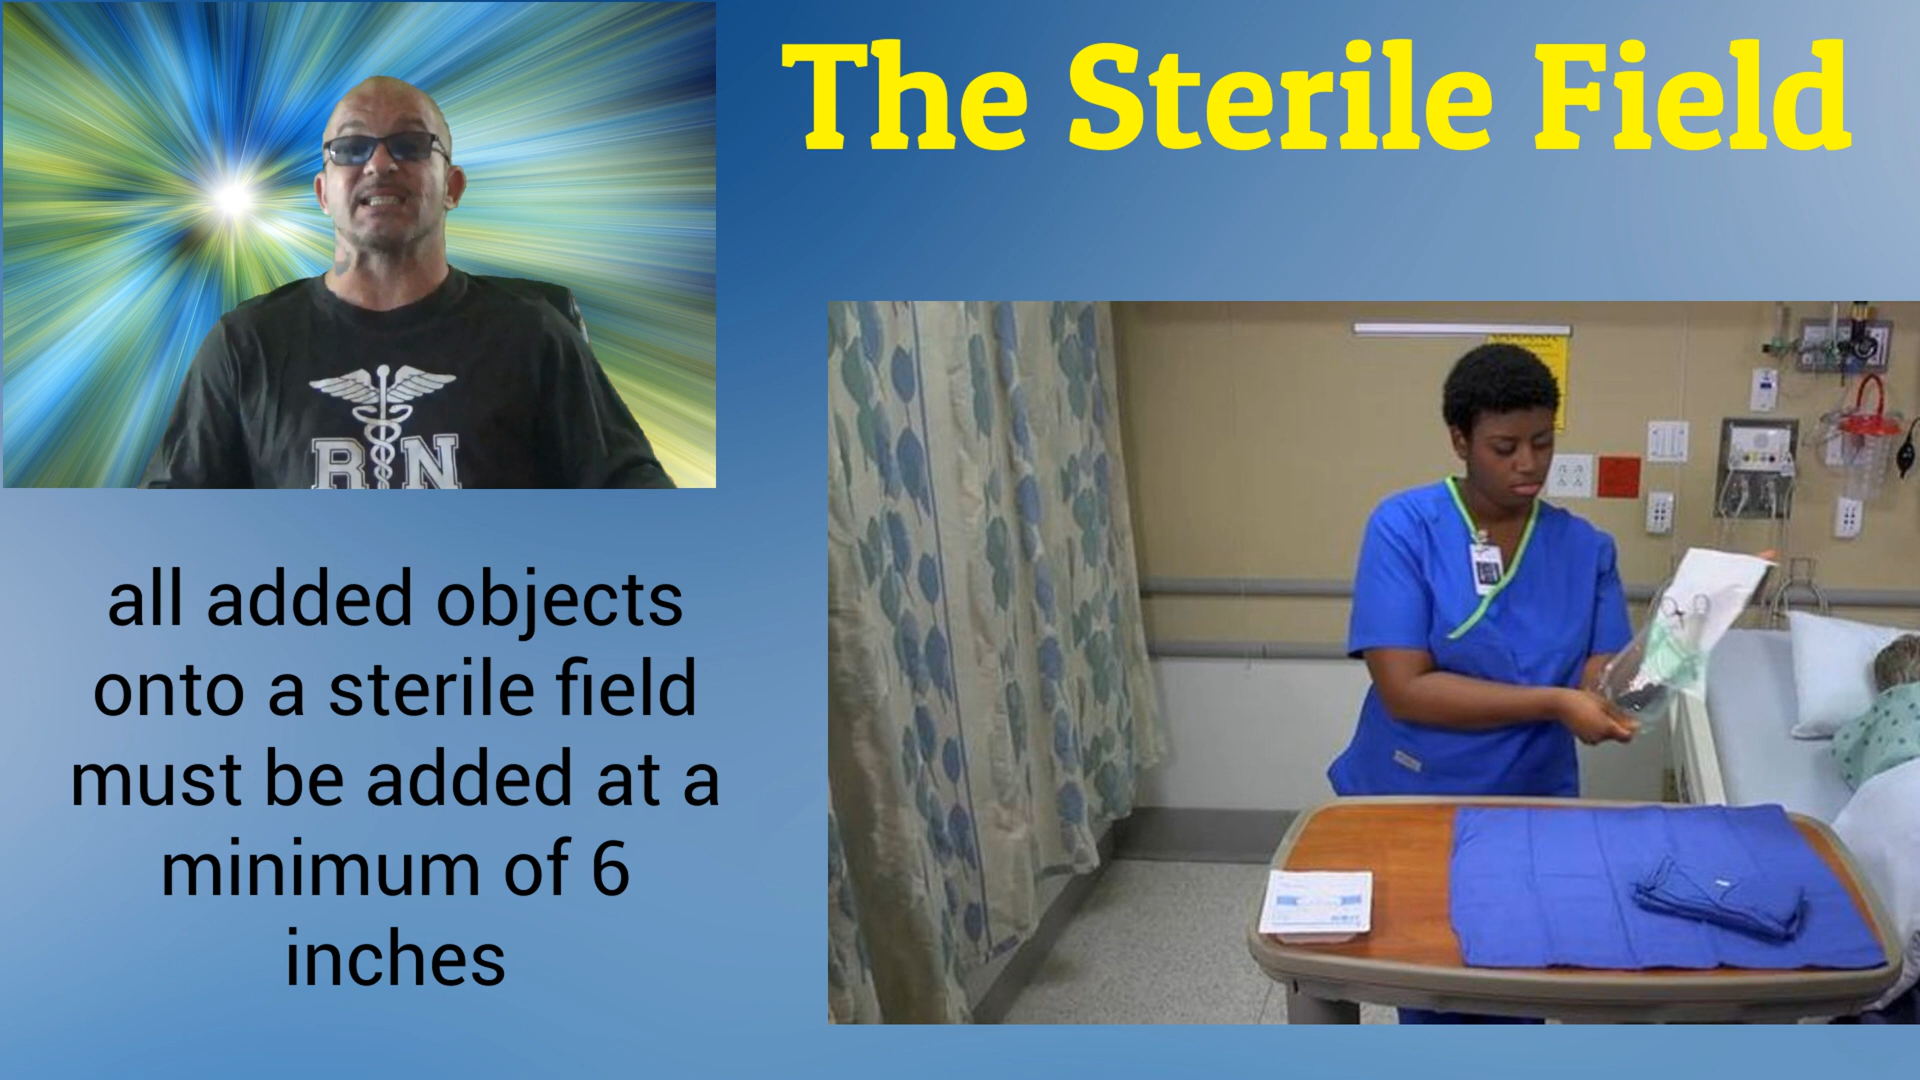 The Sterile Field
RN
all added objects
onto a sterile field
must be added at a
minimum of 6
inches